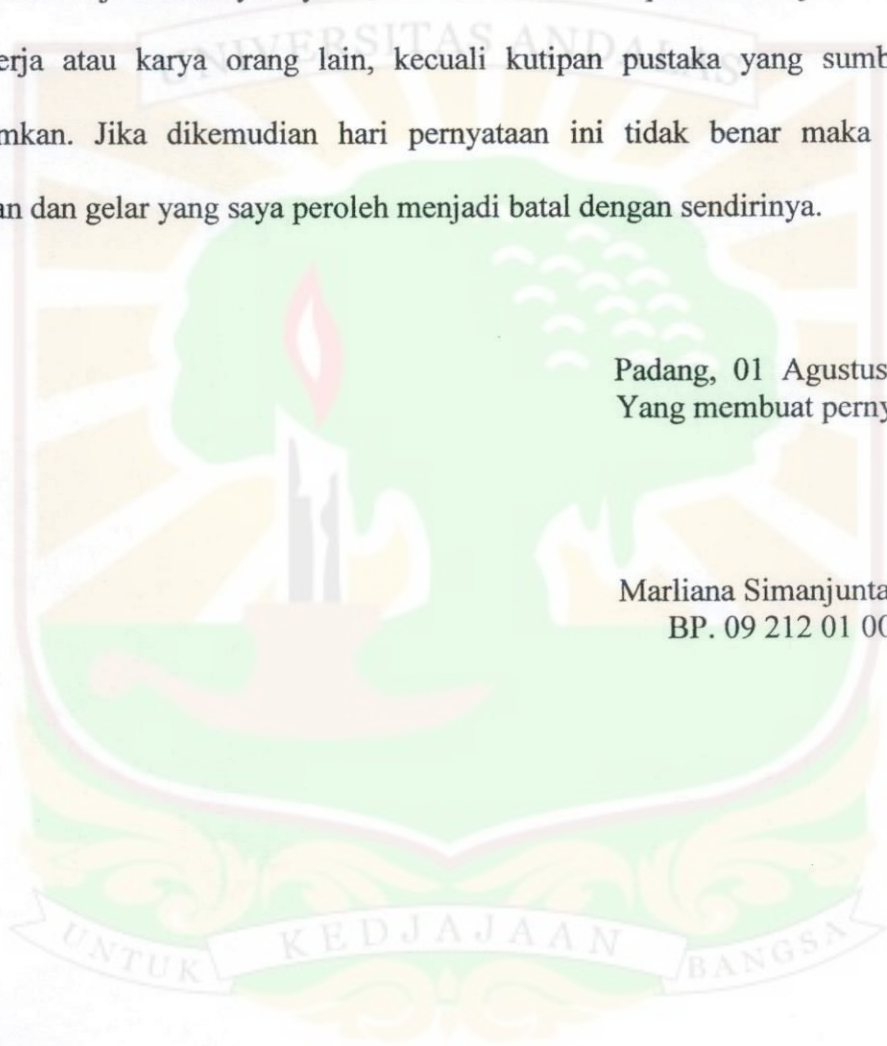 UNIVERSITAS ANDALAS
erja atau karya orang lain, kecuali kutipan pustaka yang sumb
mkan. Jika dikemudian hari pernyataan ini tidak benar maka
an dan gelar yang saya peroleh menjadi batal dengan sendirinya.
Padang, 01 Agustus
Yang membuat perny
Marliana Simanjunta
BP. 09 212 01 00
UNTUK KEDJAJAAN BANGSA